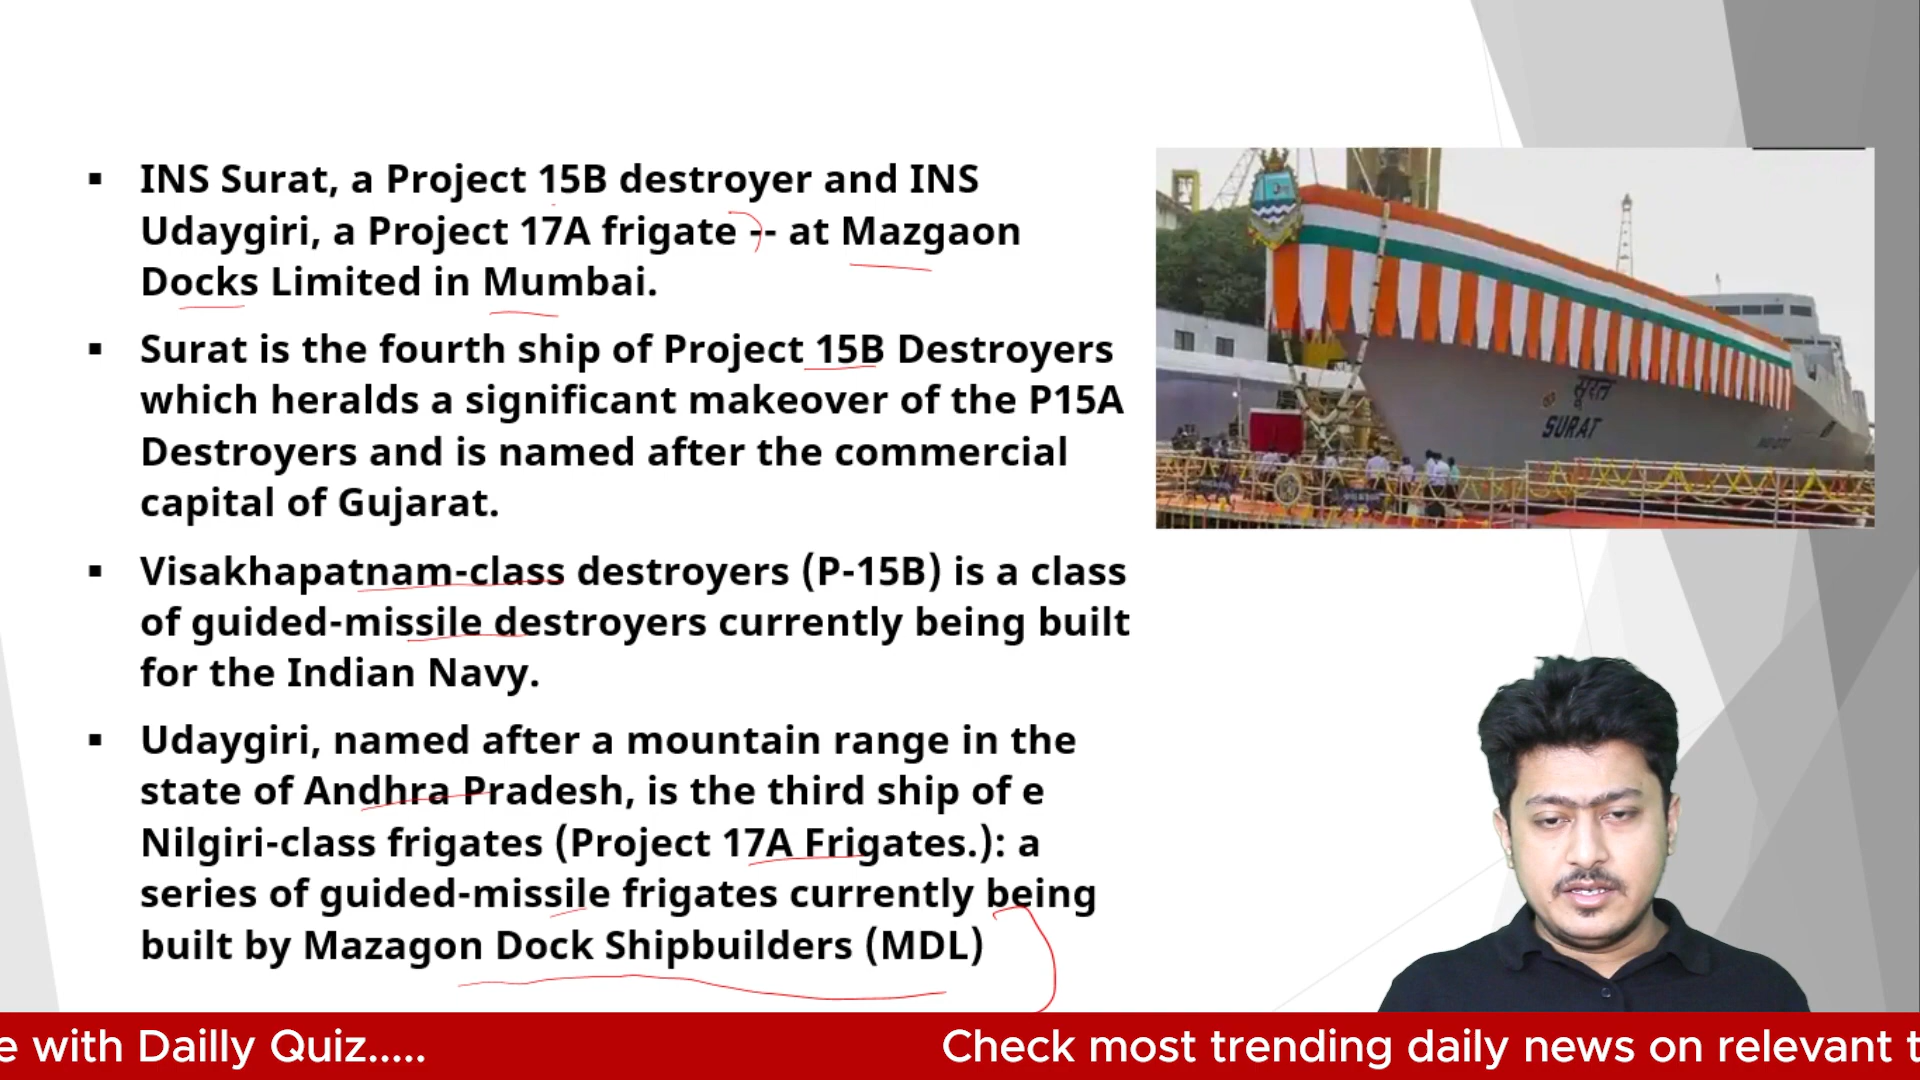 INS Surat, a Project 15B destroyer and INS
Udaygiri, a Project 17A frigate -- at Mazgaon
Docks Limited in Mumbai.
Surat is the fourth ship of Project 15B Destroyers
which heralds a significant makeover of the P15A
Destroyers and is named after the commercial
capital of Gujarat.
Visakhapatnam-class destroyers (P-15B) is a class
of guided-missile destroyers currently being built
for the Indian Navy.
Udaygiri, named after a mountain range in the
state of Andhra Pradesh, is the third ship of e
Nilgiri-class frigates (Project 17A Frigates.): a
series of guided-missile frigates currently being
built by Mazagon Dock Shipbuilders (MDL)
सूरत
SURAT
e with Dailly Quiz..... Check most trending daily news on relevant t